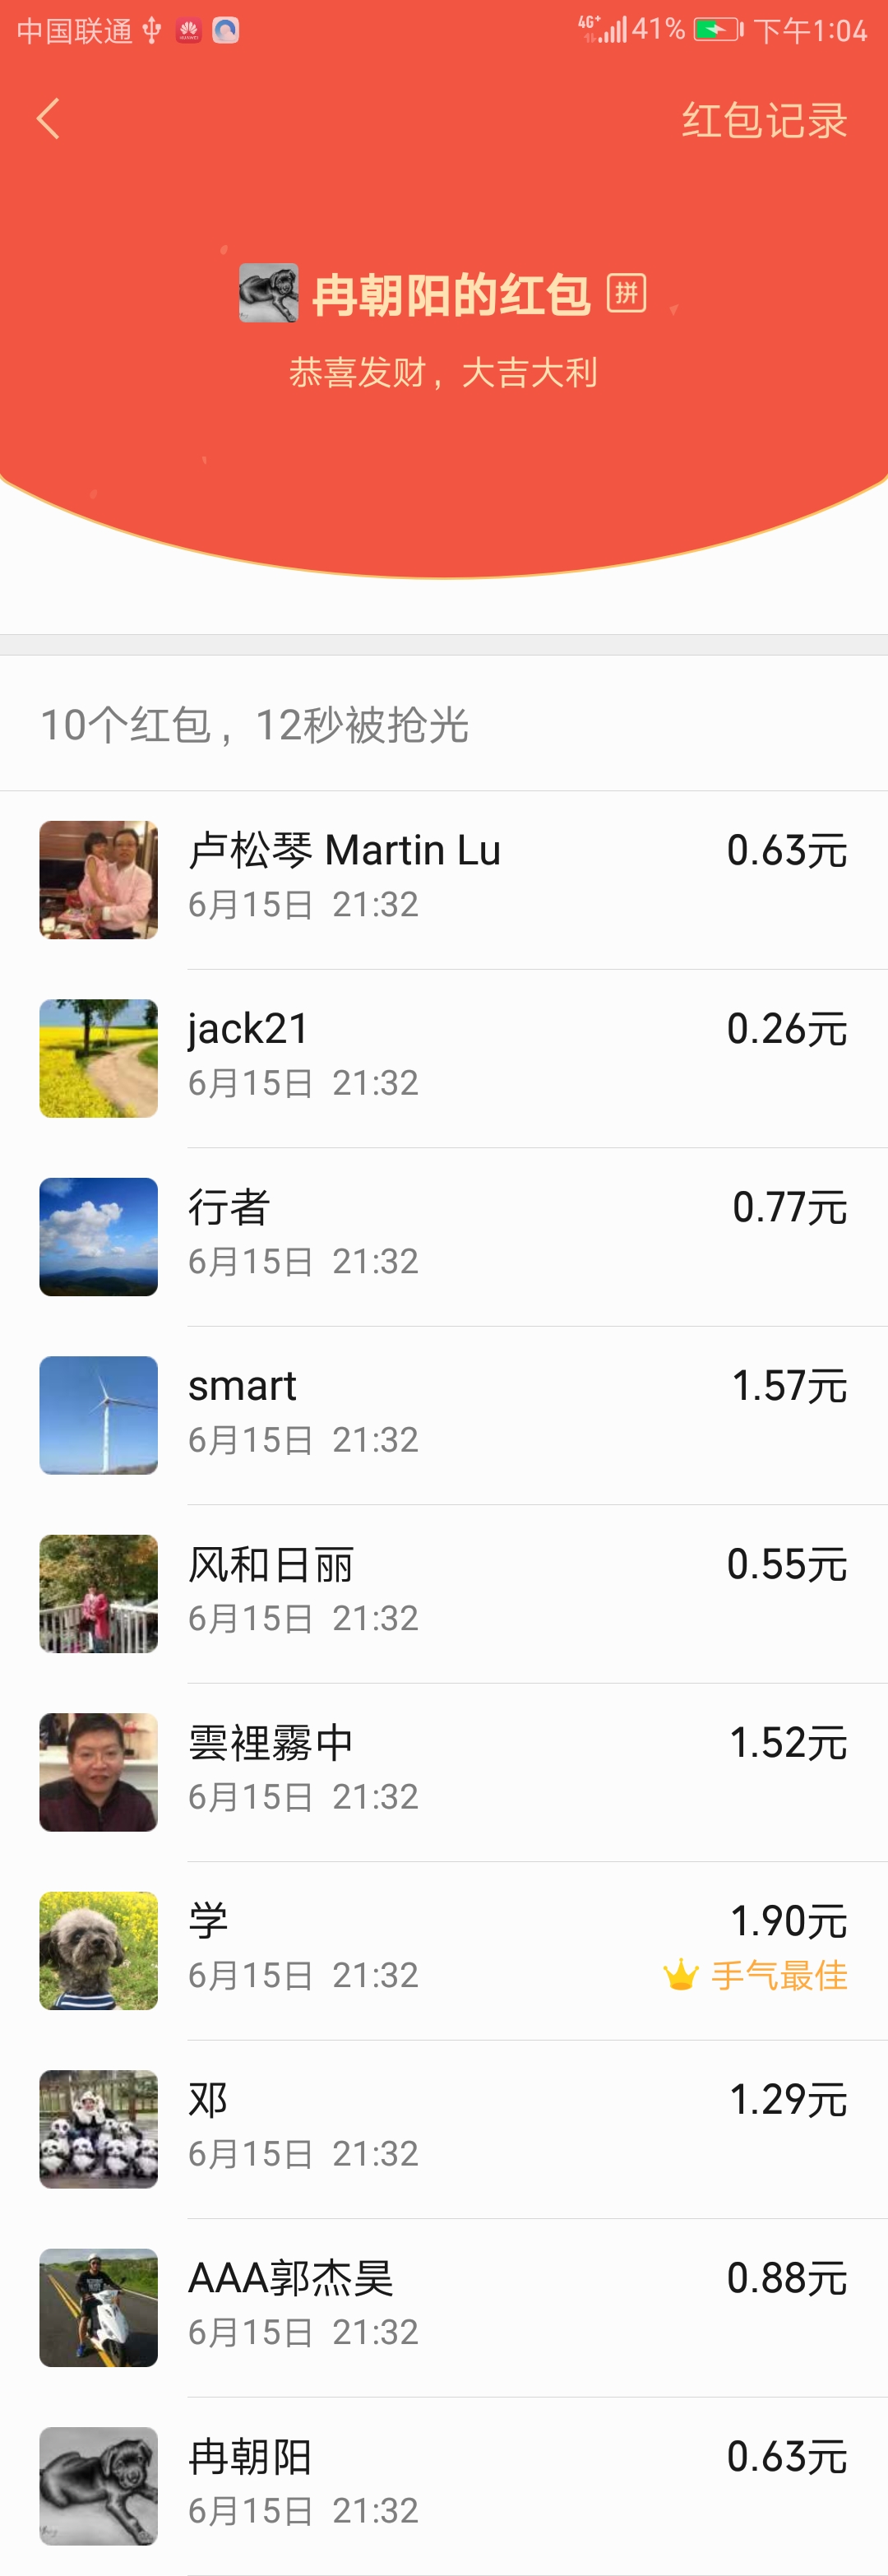 中国联通 4G+ 41% 下午1:04
红包记录
冉朝阳的红包 拼
恭喜发财，大吉大利
10个红包，12秒被抢光
卢松琴 Martin Lu 0.63元
6月15日 21:32
jack21 0.26元
6月15日 21:32
行者 0.77元
6月15日 21:32
smart 1.57元
6月15日 21:32
风和日丽 0.55元
6月15日 21:32
雲裡霧中 1.52元
6月15日 21:32
学 1.90元
6月15日 21:32 手气最佳
邓 1.29元
6月15日 21:32
AAA郭杰昊 0.88元
6月15日 21:32
冉朝阳 0.63元
6月15日 21:32